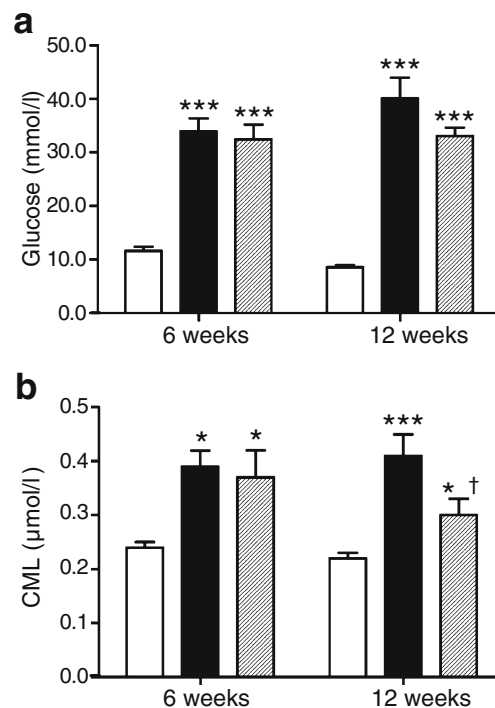 a
Glucose (mmol/l)
50.0
40.0
30.0
20.0
10.0
0.0
*** ***
*** ***
6 weeks 12 weeks
b
CML (µmol/l)
0.5
0.4
0.3
0.2
0.1
0.0
* *
*** * †
6 weeks 12 weeks